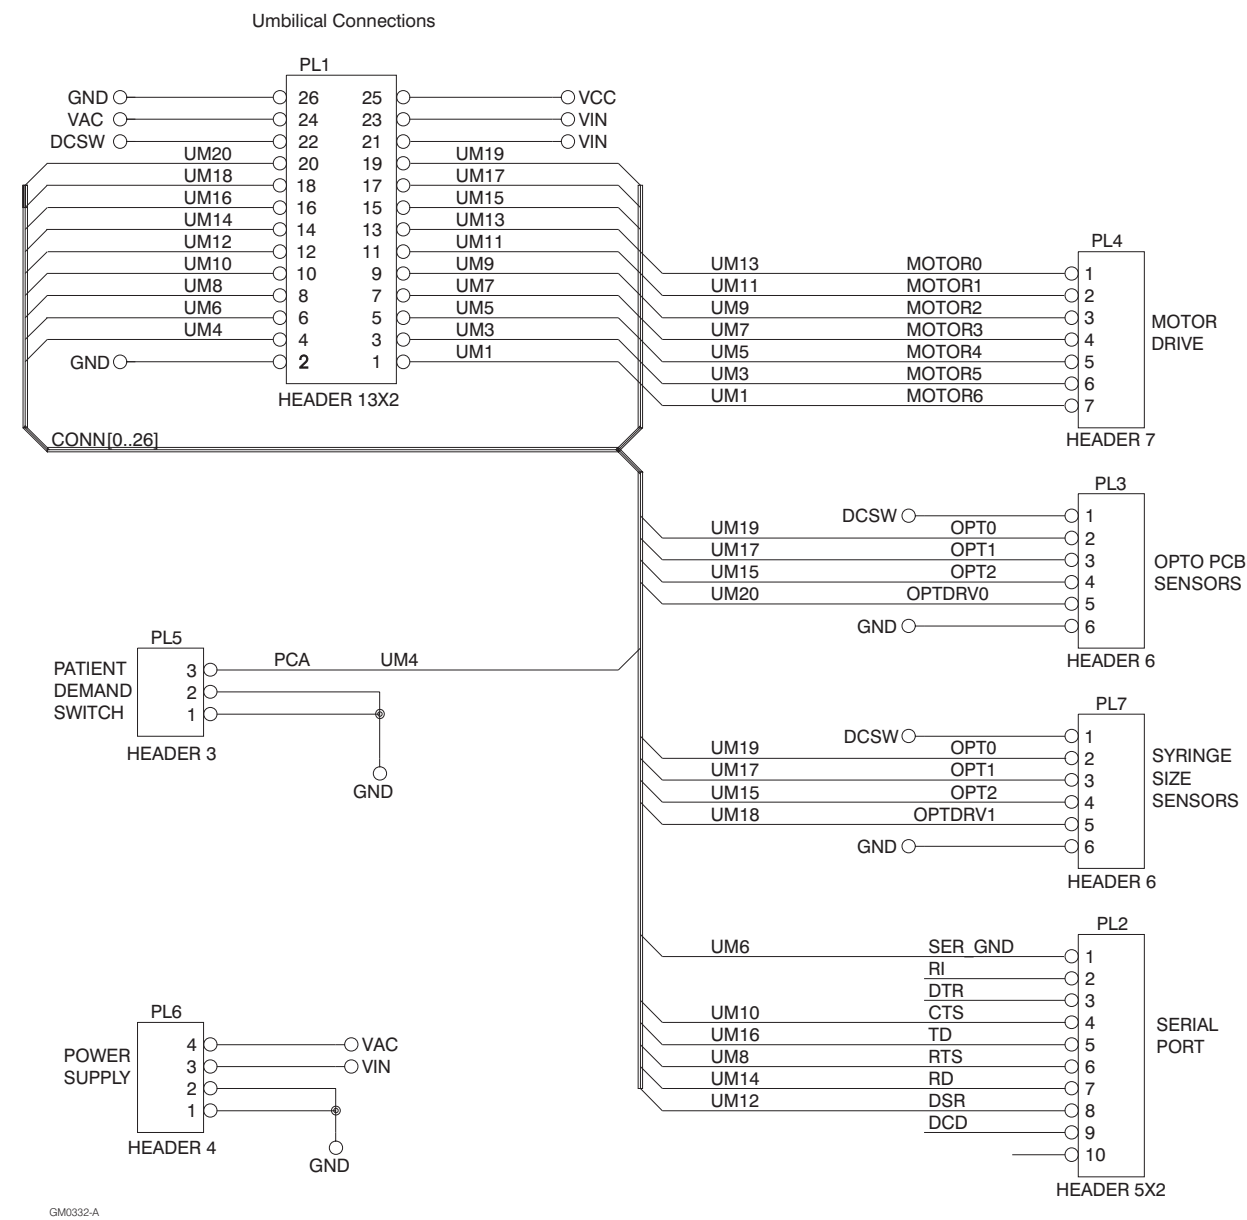 Umbilical Connections
PL1
GND 26 25 VCC
VAC 24 23 VIN
DCSW 22 21 VIN
UM20 20 19 UM19
UM18 18 17 UM17
UM16 16 15 UM15
UM14 14 13 UM13
UM12 12 11 UM11
UM10 10 9 UM9
UM8 8 7 UM7
UM6 6 5 UM5
UM4 4 3 UM3
GND 2 1 UM1
HEADER 13X2
CONN[0..26]
PL4
UM13 MOTOR0 1
UM11 MOTOR1 2
UM9 MOTOR2 3
UM7 MOTOR3 4
UM5 MOTOR4 5
UM3 MOTOR5 6
UM1 MOTOR6 7
MOTOR
DRIVE
HEADER 7
PL3
DCSW 1
UM19 OPT0 2
UM17 OPT1 3
UM15 OPT2 4
UM20 OPTDRV0 5
GND 6
OPTO PCB
SENSORS
HEADER 6
PL5
PATIENT
DEMAND
SWITCH
3 PCA UM4
2
1
HEADER 3
GND
PL7
DCSW 1
UM19 OPT0 2
UM17 OPT1 3
UM15 OPT2 4
UM18 OPTDRV1 5
GND 6
SYRINGE
SIZE
SENSORS
HEADER 6
PL2
UM6 SER_GND 1
RI 2
DTR 3
UM10 CTS 4
UM16 TD 5
UM8 RTS 6
UM14 RD 7
UM12 DSR 8
DCD 9
10
SERIAL
PORT
HEADER 5X2
PL6
POWER
SUPPLY
4 VAC
3 VIN
2
1
HEADER 4
GND
GM0332-A